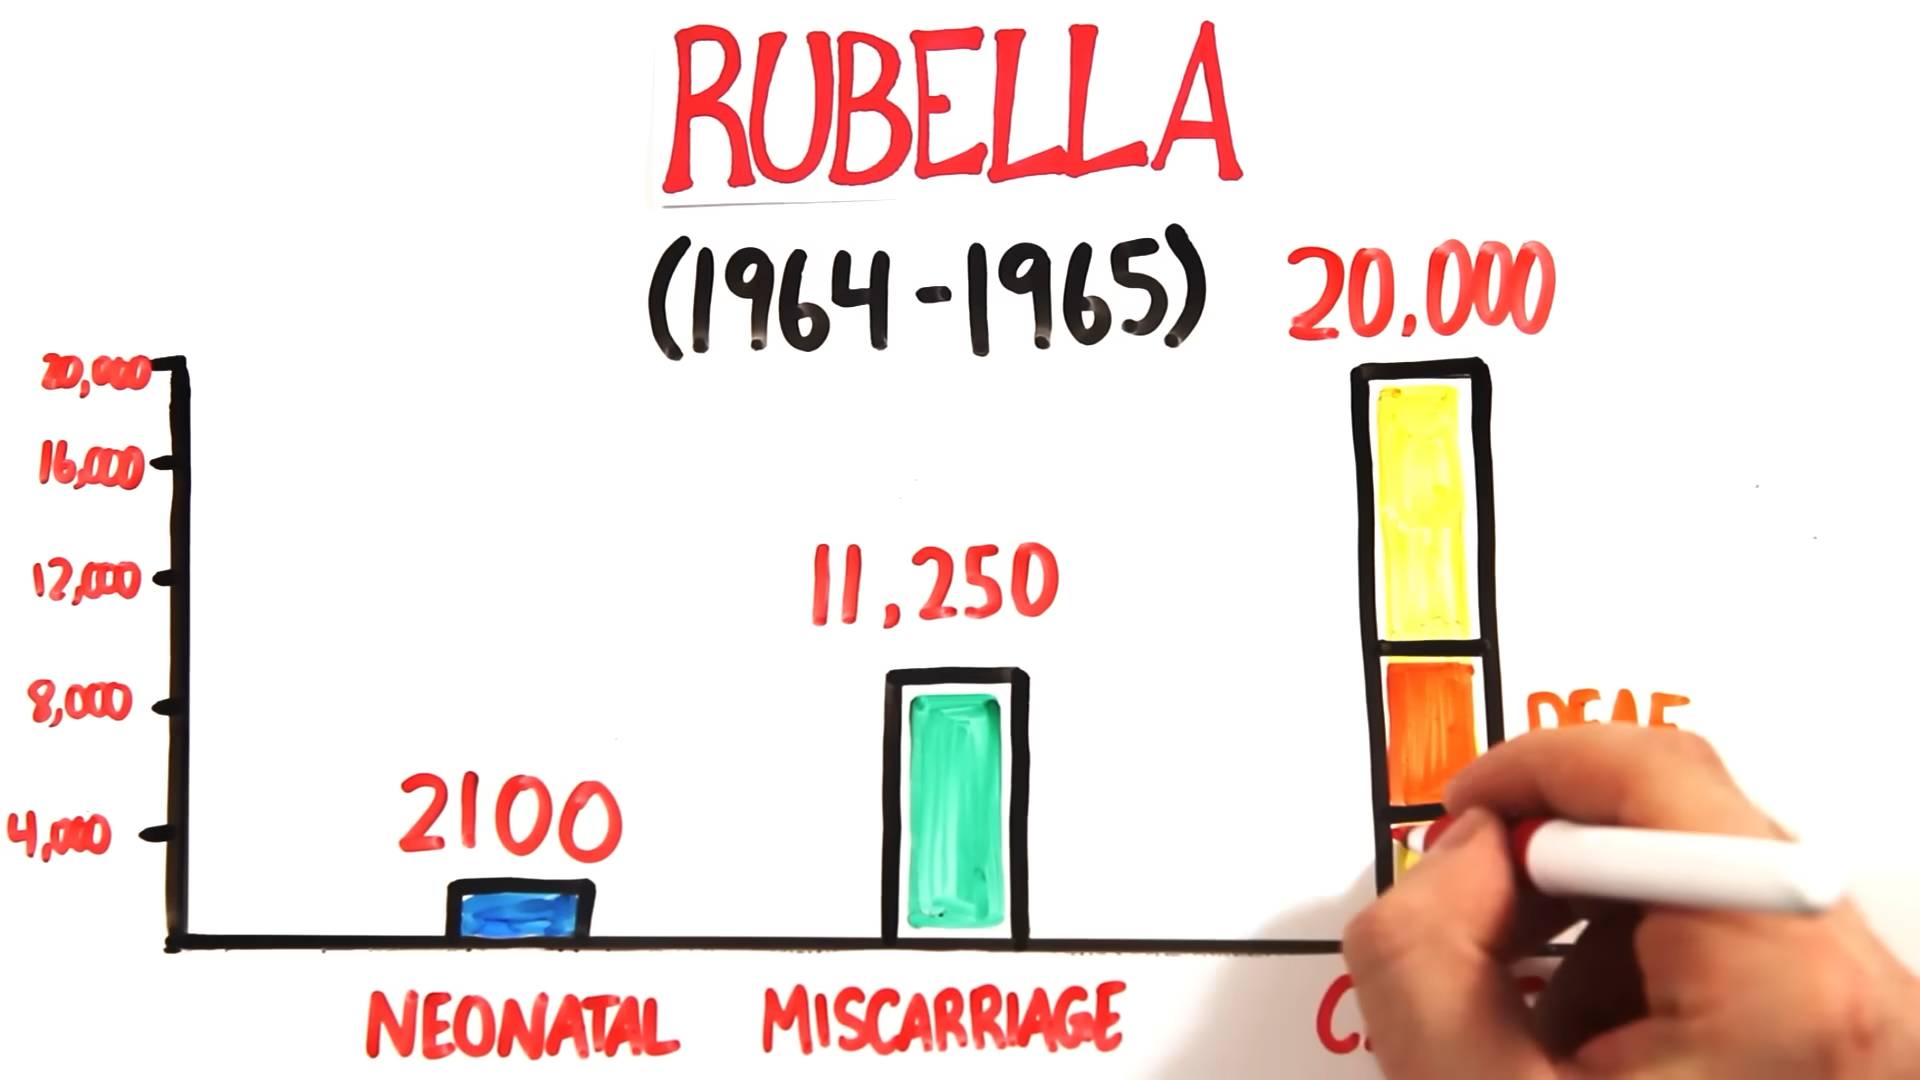 RUBELLA
(1964-1965)
20,000
20,000
16,000
12,000
8,000
4,000
11,250
2100
DEAF
NEONATAL
MISCARRIAGE